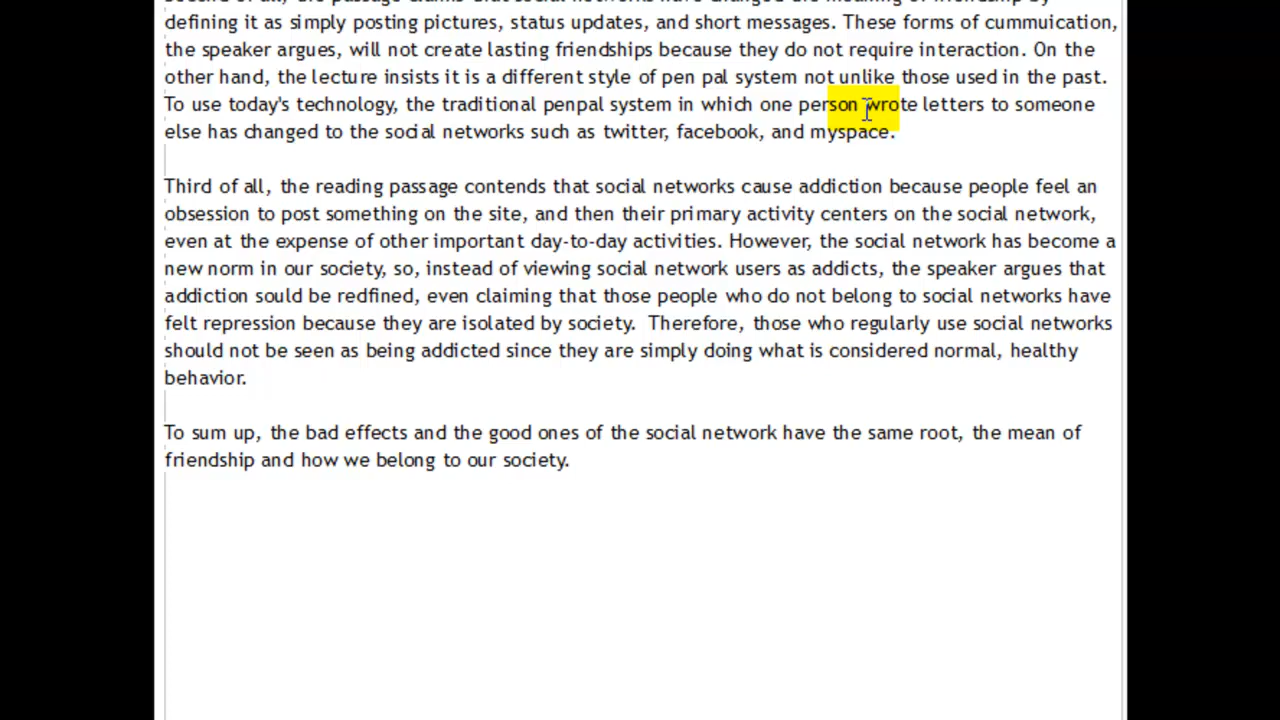 defining it as simply posting pictures, status updates, and short messages. These forms of cummuication,
the speaker argues, will not create lasting friendships because they do not require interaction. On the
other hand, the lecture insists it is a different style of pen pal system not unlike those used in the past.
To use today's technology, the traditional penpal system in which one person wrote letters to someone
else has changed to the social networks such as twitter, facebook, and myspace.
Third of all, the reading passage contends that social networks cause addiction because people feel an
obsession to post something on the site, and then their primary activity centers on the social network,
even at the expense of other important day-to-day activities. However, the social network has become a
new norm in our society, so, instead of viewing social network users as addicts, the speaker argues that
addiction sould be redfined, even claiming that those people who do not belong to social networks have
felt repression because they are isolated by society. Therefore, those who regularly use social networks
should not be seen as being addicted since they are simply doing what is considered normal, healthy
behavior.
To sum up, the bad effects and the good ones of the social network have the same root, the mean of
friendship and how we belong to our society.